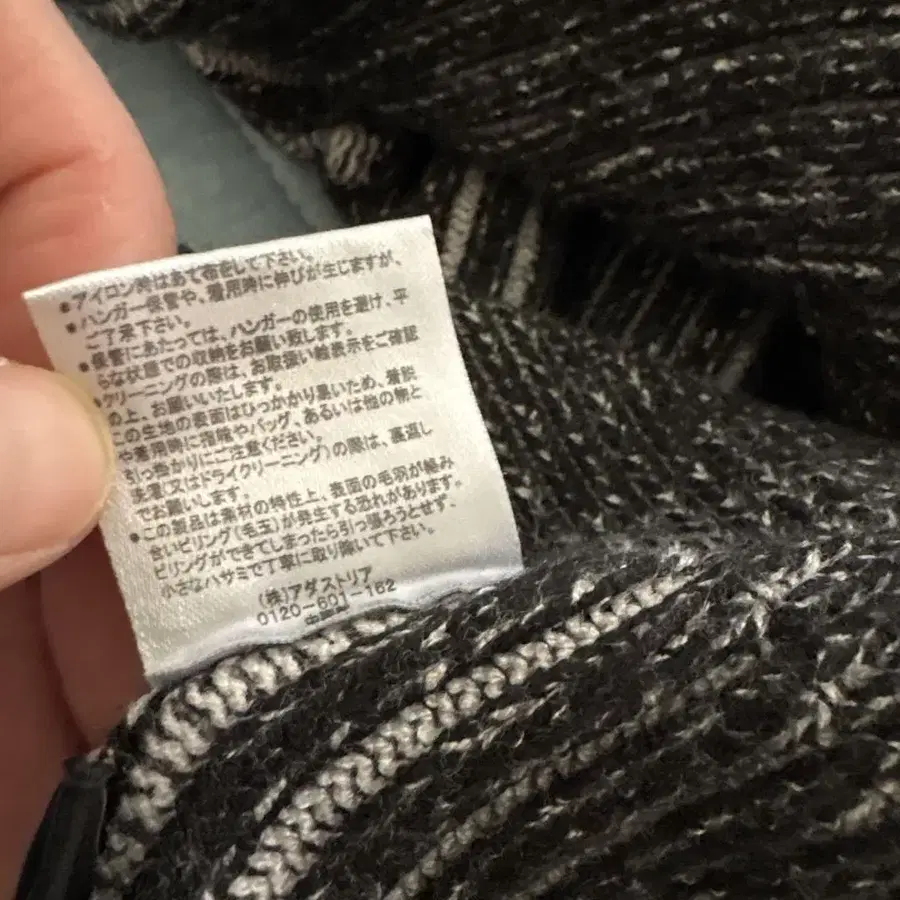 ●アイロン時はあて布をして下さい。
●ハンガー保管や、着用時に伸びが生じますが、
ご了承下さい。
●保管にあたっては、ハンガーの使用を避け、平
らな状態での収納をお願い致します。
●クリーニングの際は、お取扱い絵表示をご確認
の上、お願いいたします。
この生地の表面はひっかかり易いため、着脱
や着用時に指輪やバッグ、あるいは他の物と
引っ掛かりにご注意ください。
洗濯(又はドライクリーニング)の際は、裏返し
でお願いします。
●この製品は素材の特性上、表面の毛羽が絡み
合いピリング(毛玉)が発生する恐れがあります。
ピリングができてしまったら引っ張ろうとせず、
小さなハサミで丁寧に取り除いて下さい。
(株)アダストリア
0120-601-162